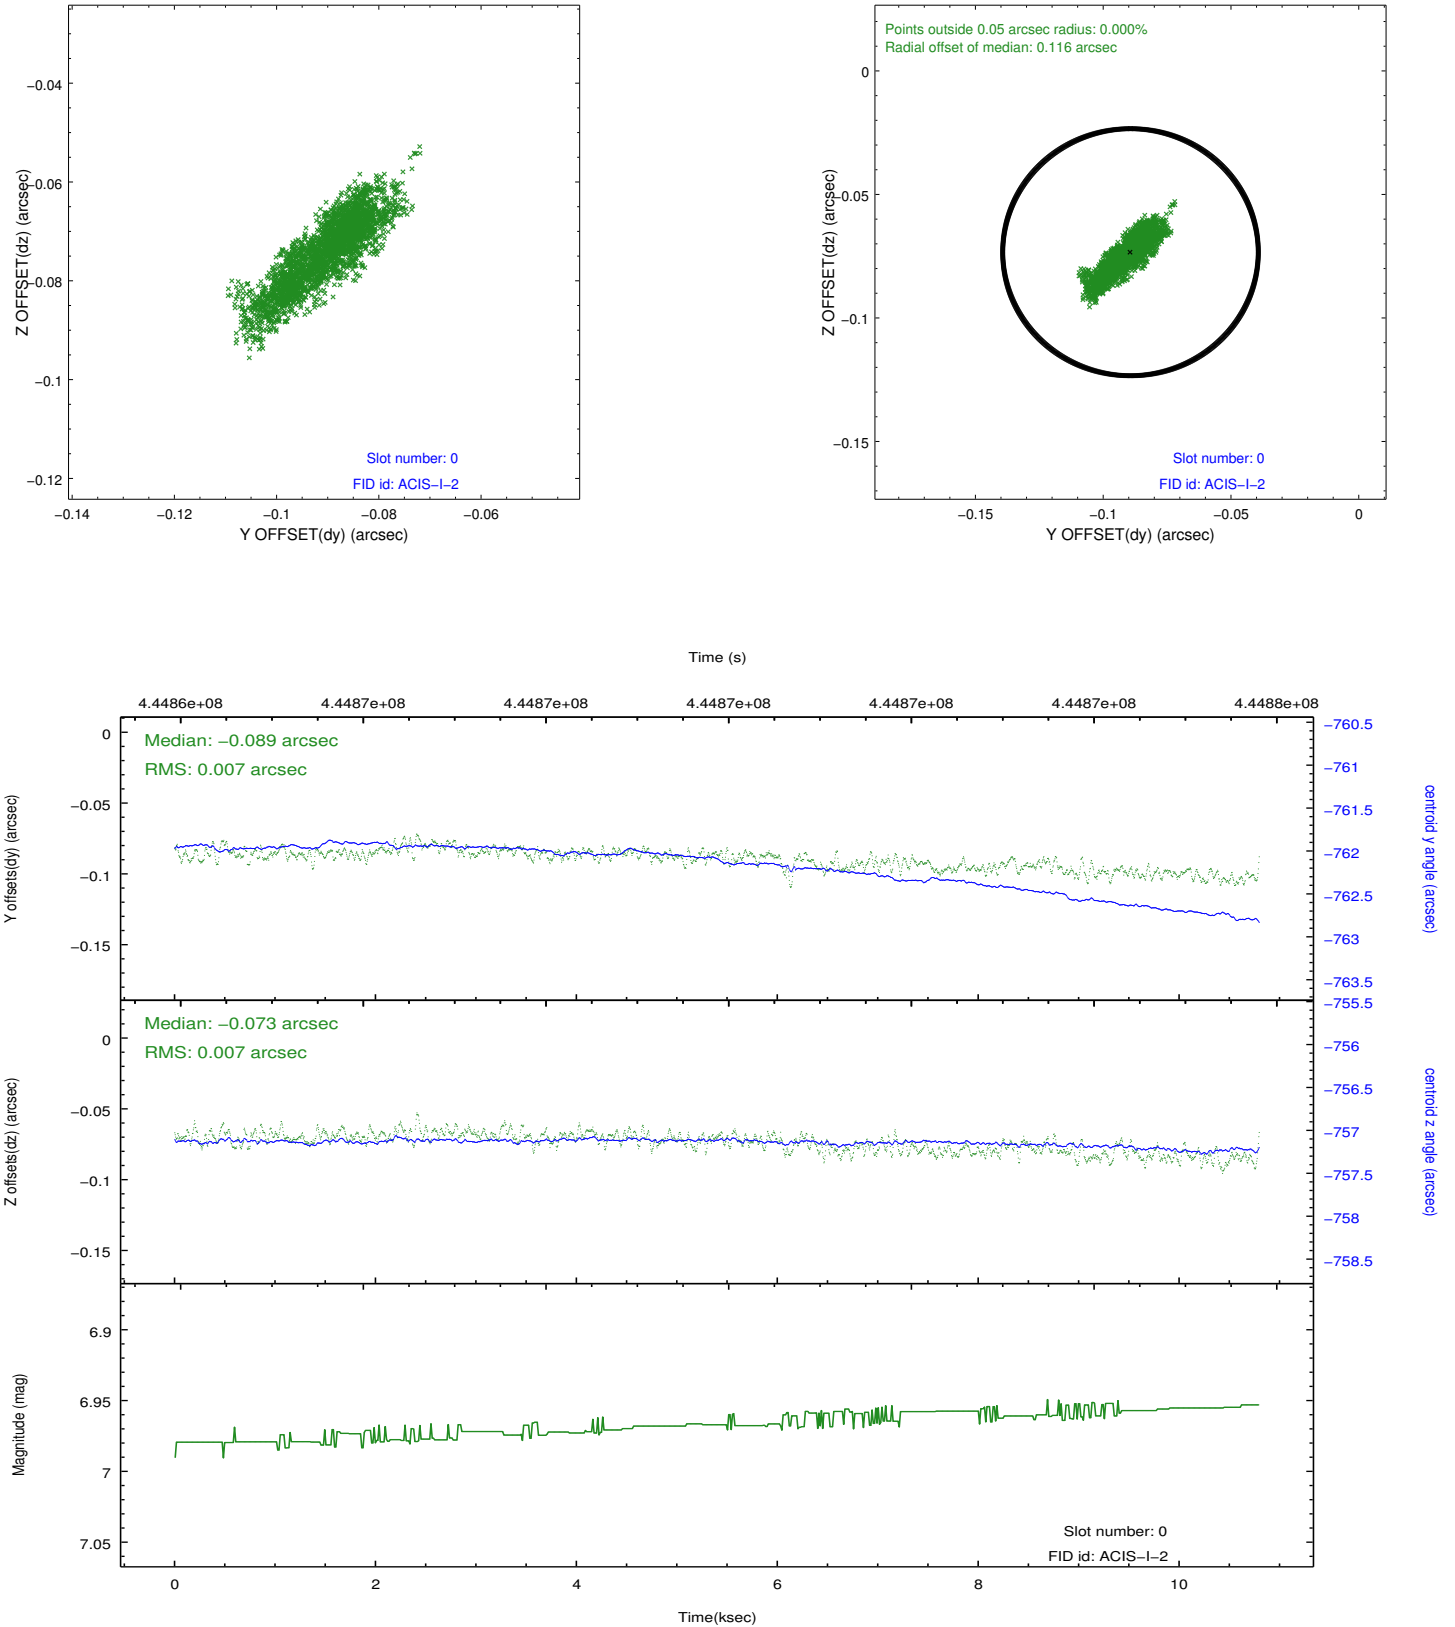 −0.04
−0.06
−0.08
−0.1
−0.12
Z OFFSET(dz) (arcsec)
Slot number: 0
FID id: ACIS−I−2
−0.14
−0.12
−0.1
−0.08
−0.06
Y OFFSET(dy) (arcsec)
Points outside 0.05 arcsec radius: 0.000%
Radial offset of median: 0.116 arcsec
0
−0.05
−0.1
−0.15
Z OFFSET(dz) (arcsec)
Slot number: 0
FID id: ACIS−I−2
−0.15
−0.1
−0.05
0
Y OFFSET(dy) (arcsec)
Time (s)
4.4486e+08
4.4487e+08
4.4487e+08
4.4487e+08
4.4487e+08
4.4487e+08
4.4488e+08
Median: −0.089 arcsec
RMS: 0.007 arcsec
0
−0.05
−0.1
−0.15
Y offsets(dy) (arcsec)
−760.5
−761
−761.5
−762
−762.5
−763
−763.5
centroid y angle (arcsec)
Median: −0.073 arcsec
RMS: 0.007 arcsec
0
−0.05
−0.1
−0.15
Z offsets(dz) (arcsec)
−755.5
−756
−756.5
−757
−757.5
−758
−758.5
centroid z angle (arcsec)
6.9
6.95
7
7.05
Magnitude (mag)
Slot number: 0
FID id: ACIS−I−2
0
2
4
6
8
10
Time(ksec)